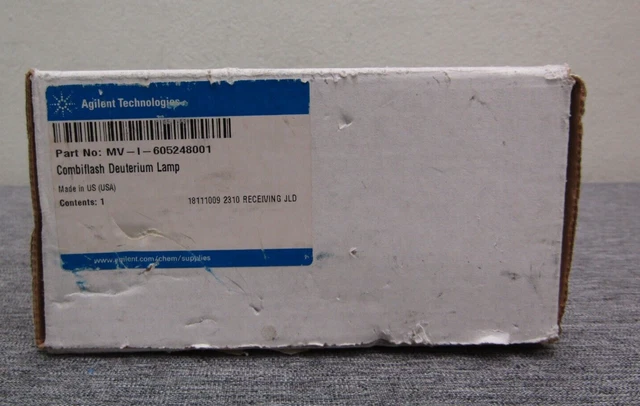 Agilent Technologies
Part No: MV-I-605248001
Combiflash Deuterium Lamp
Made in US (USA)
Contents: 1
18111009 2310 RECEIVING JLD
www.agilent.com/chem/supplies